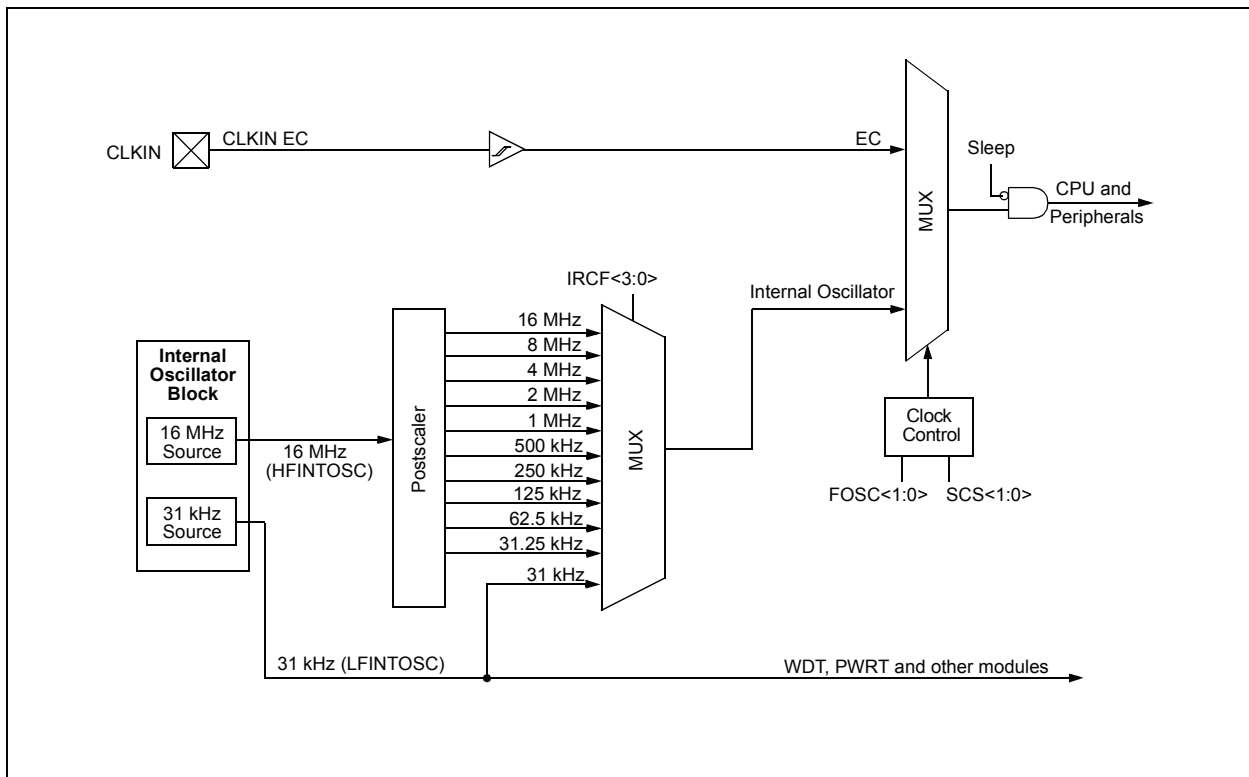 CLKIN
CLKIN EC
EC
MUX
Sleep
CPU and
Peripherals
IRCF<3:0>
Internal Oscillator
Internal
Oscillator
Block
16 MHz
Source
31 kHz
Source
16 MHz
(HFINTOSC)
Postscaler
16 MHz
8 MHz
4 MHz
2 MHz
1 MHz
500 kHz
250 kHz
125 kHz
62.5 kHz
31.25 kHz
31 kHz
MUX
Clock
Control
FOSC<1:0>
SCS<1:0>
31 kHz (LFINTOSC)
WDT, PWRT and other modules